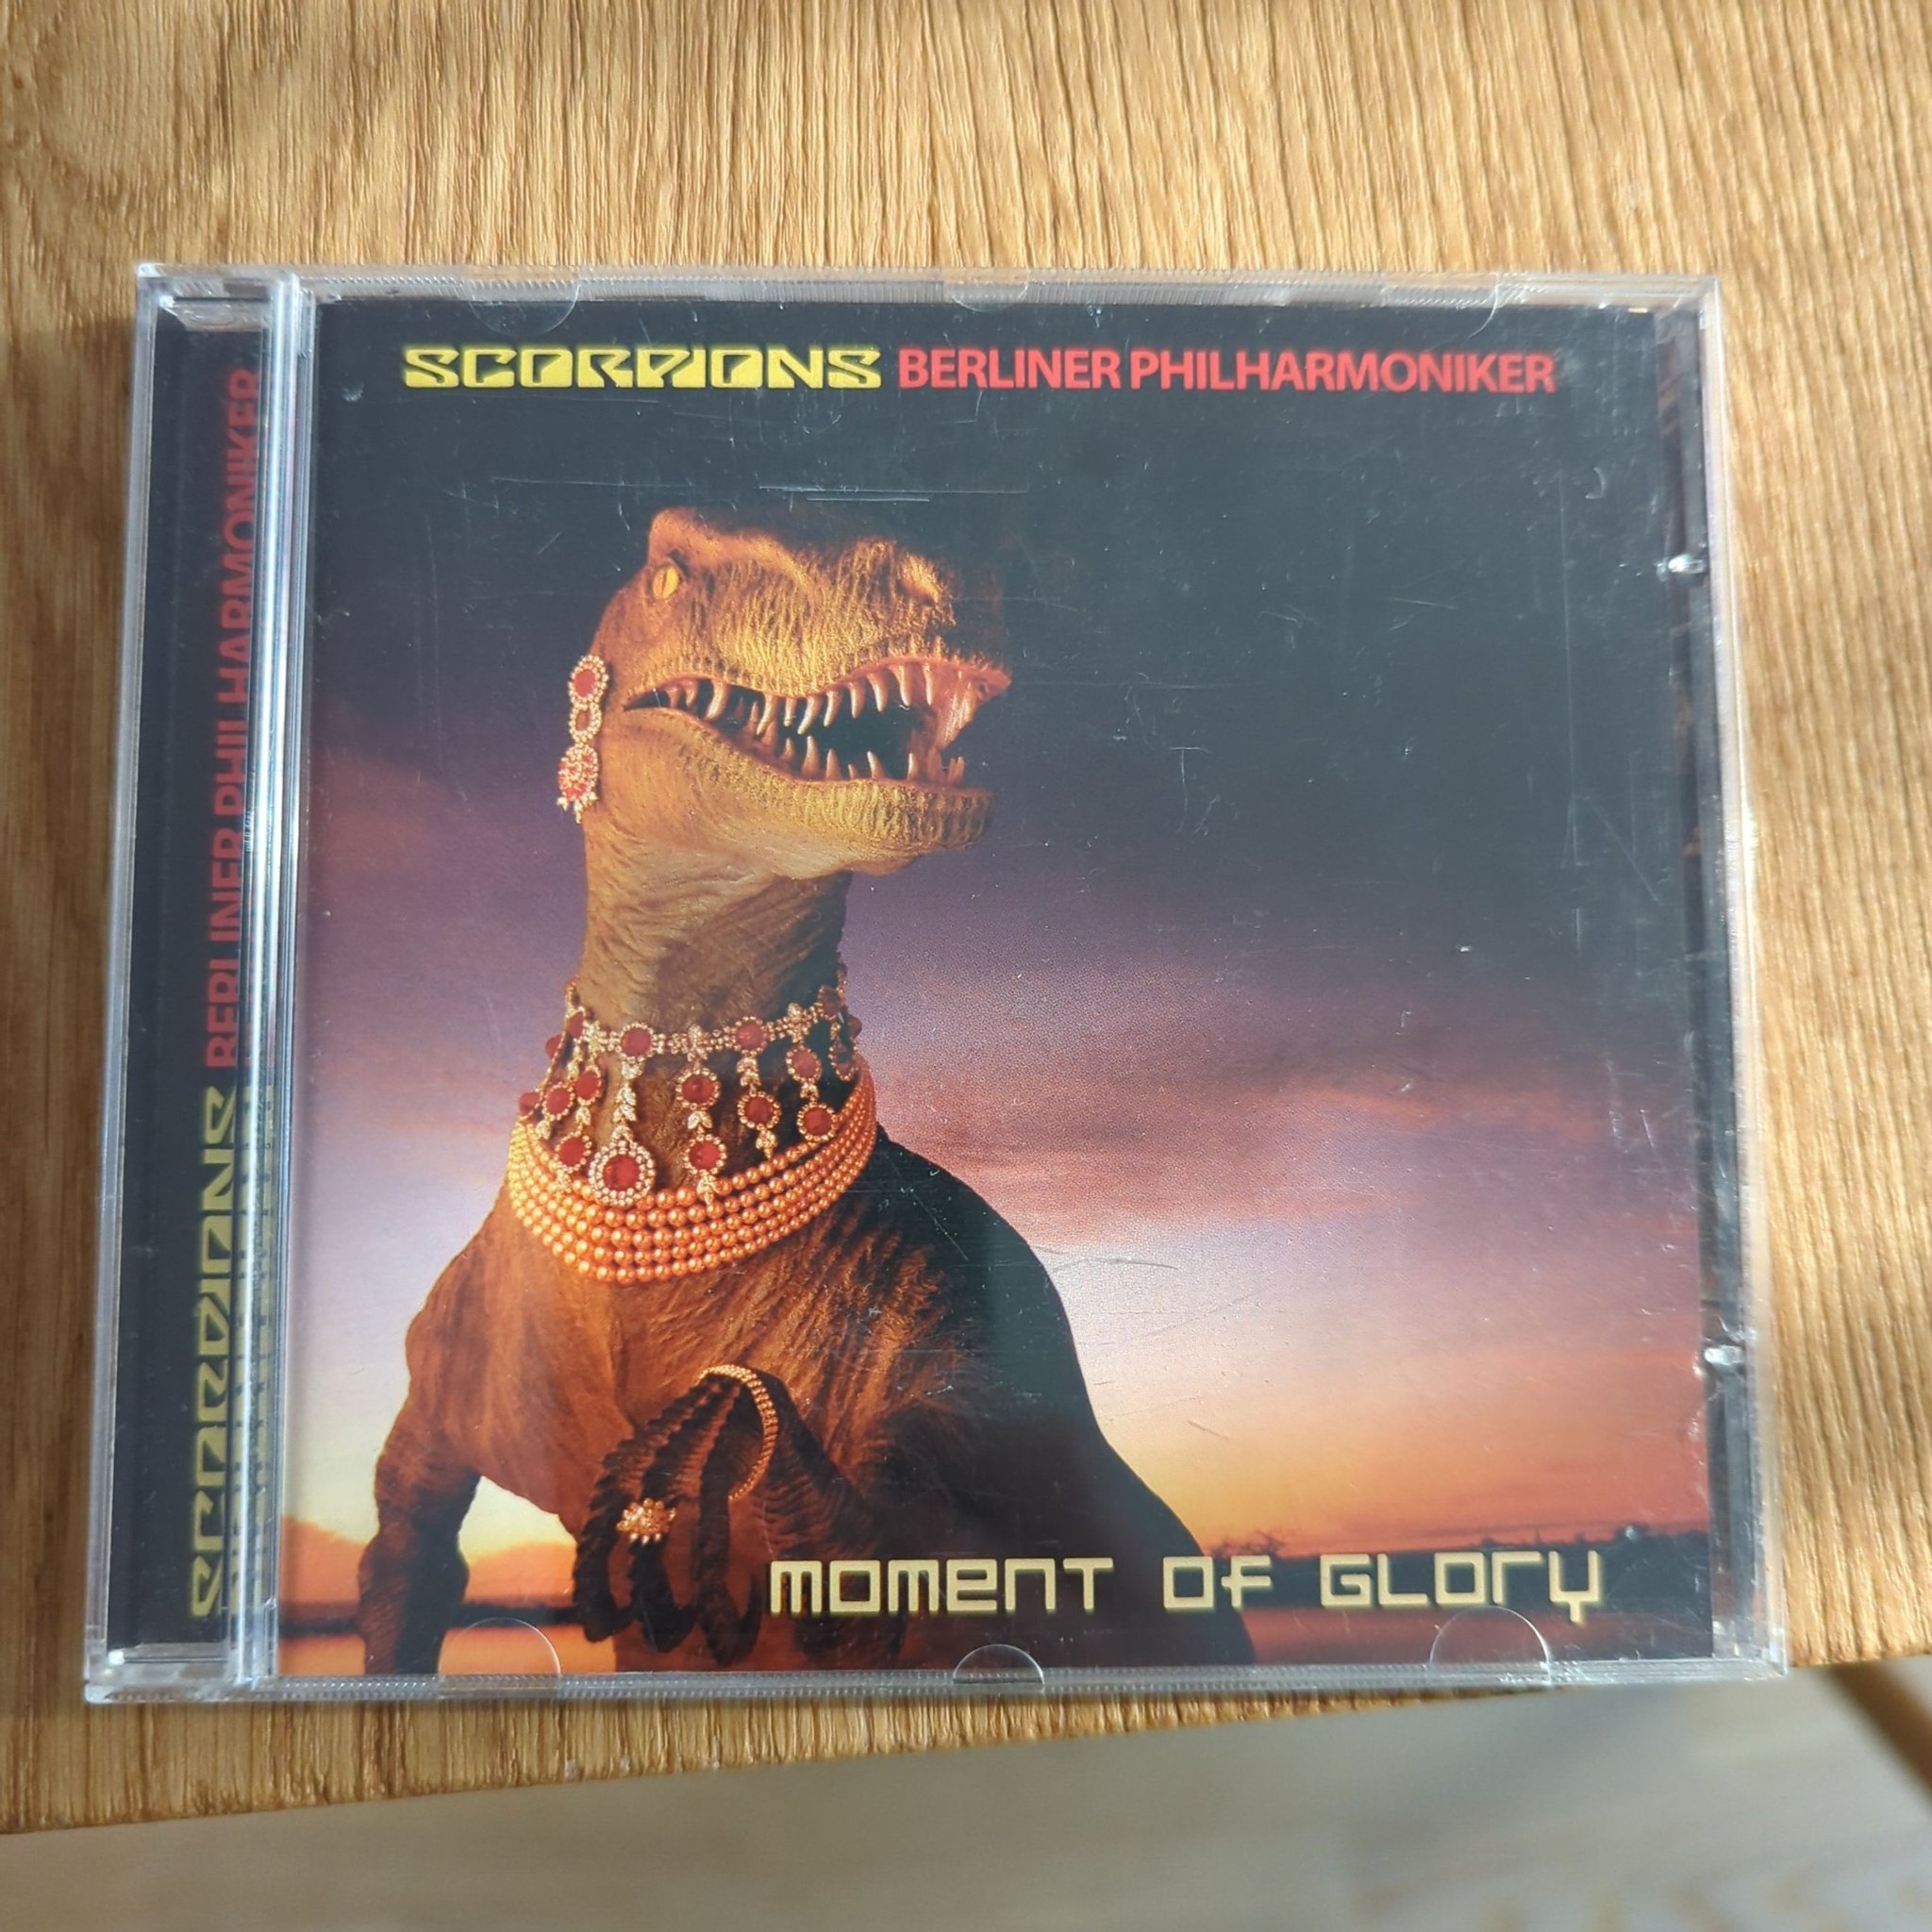 SCORPIONS BERLINER PHILHARMONIKER
MOMENT OF GLORY
SCORPIONS BERLINER PHILHARMONIKER